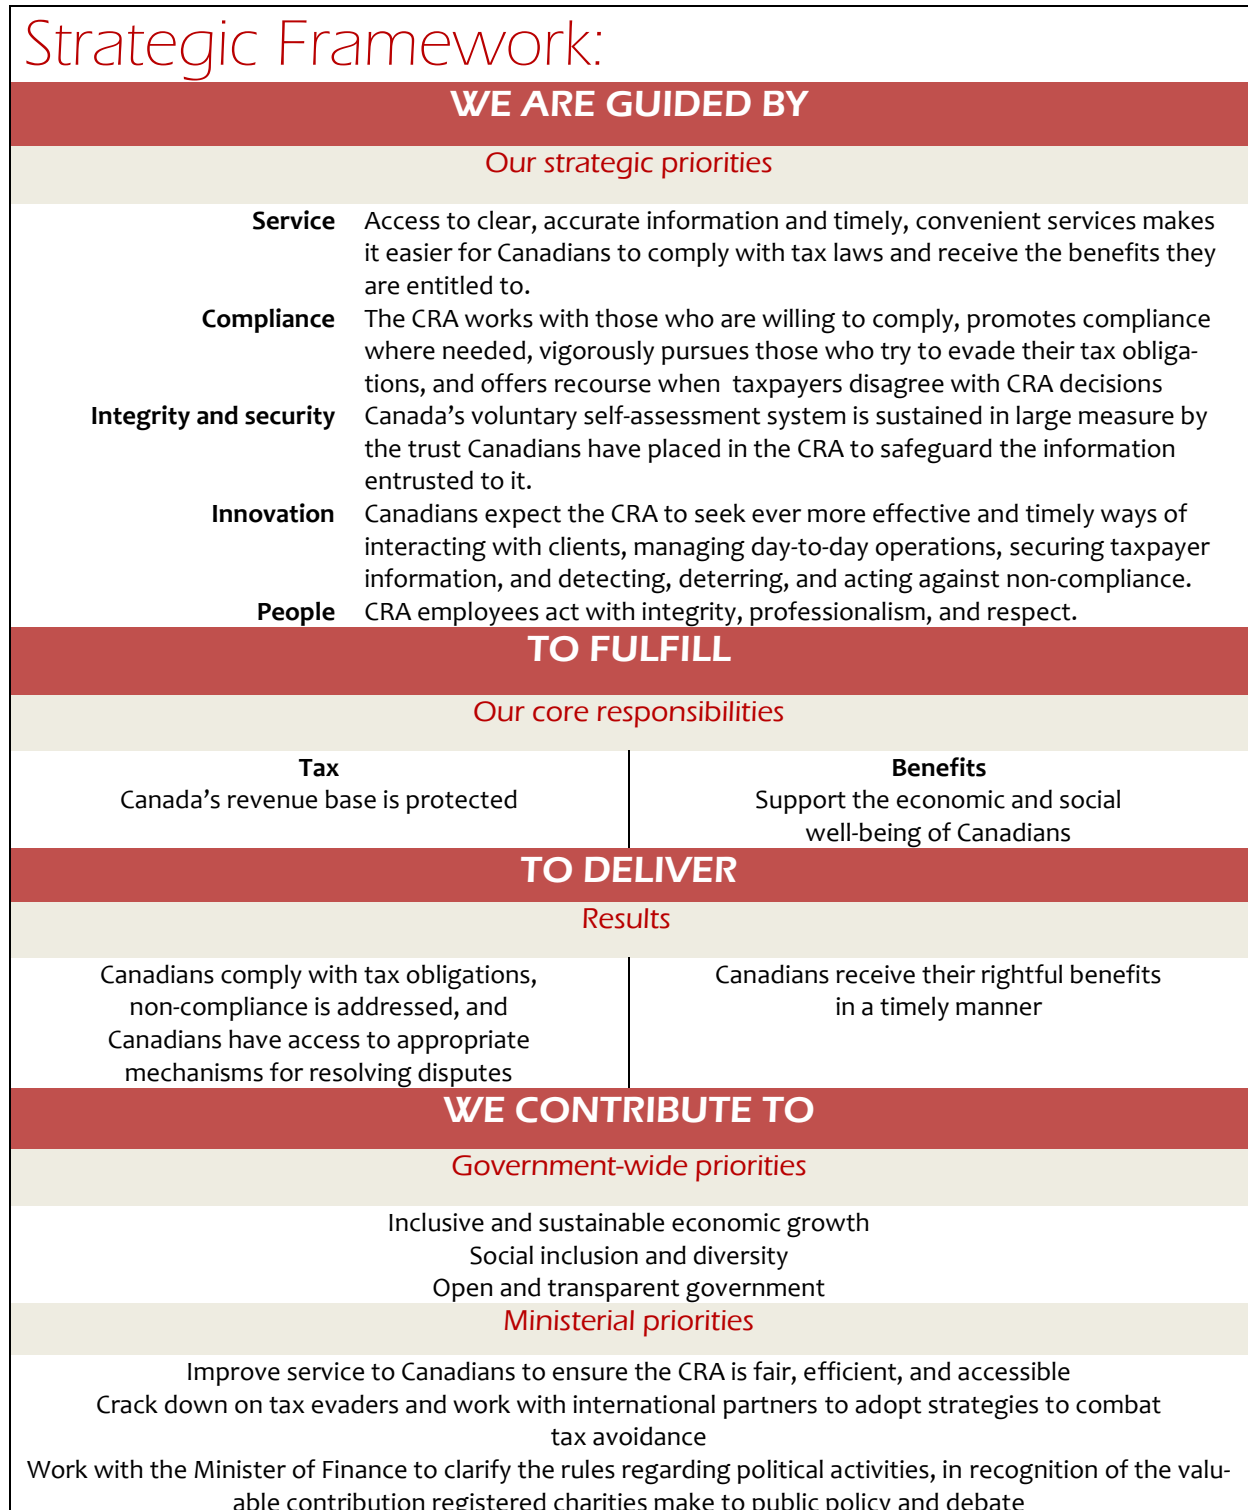 Strategic Framework:
WE ARE GUIDED BY
Our strategic priorities
Service Access to clear, accurate information and timely, convenient services makes
it easier for Canadians to comply with tax laws and receive the benefits they
are entitled to.
Compliance The CRA works with those who are willing to comply, promotes compliance
where needed, vigorously pursues those who try to evade their tax obliga-
tions, and offers recourse when  taxpayers disagree with CRA decisions
Integrity and security Canada’s voluntary self-assessment system is sustained in large measure by
the trust Canadians have placed in the CRA to safeguard the information
entrusted to it.
Innovation Canadians expect the CRA to seek ever more effective and timely ways of
interacting with clients, managing day-to-day operations, securing taxpayer
information, and detecting, deterring, and acting against non-compliance.
People CRA employees act with integrity, professionalism, and respect.
TO FULFILL
Our core responsibilities
Tax
Canada’s revenue base is protected
Benefits
Support the economic and social
well-being of Canadians
TO DELIVER
Results
Canadians comply with tax obligations,
non-compliance is addressed, and
Canadians have access to appropriate
mechanisms for resolving disputes
Canadians receive their rightful benefits
in a timely manner
WE CONTRIBUTE TO
Government-wide priorities
Inclusive and sustainable economic growth
Social inclusion and diversity
Open and transparent government
Ministerial priorities
Improve service to Canadians to ensure the CRA is fair, efficient, and accessible
Crack down on tax evaders and work with international partners to adopt strategies to combat
tax avoidance
Work with the Minister of Finance to clarify the rules regarding political activities, in recognition of the valu-
able contribution registered charities make to public policy and debate